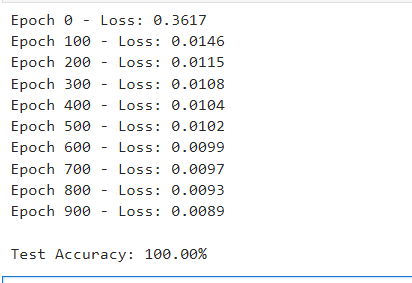 Epoch 0 - Loss: 0.3617
Epoch 100 - Loss: 0.0146
Epoch 200 - Loss: 0.0115
Epoch 300 - Loss: 0.0108
Epoch 400 - Loss: 0.0104
Epoch 500 - Loss: 0.0102
Epoch 600 - Loss: 0.0099
Epoch 700 - Loss: 0.0097
Epoch 800 - Loss: 0.0093
Epoch 900 - Loss: 0.0089
Test Accuracy: 100.00%